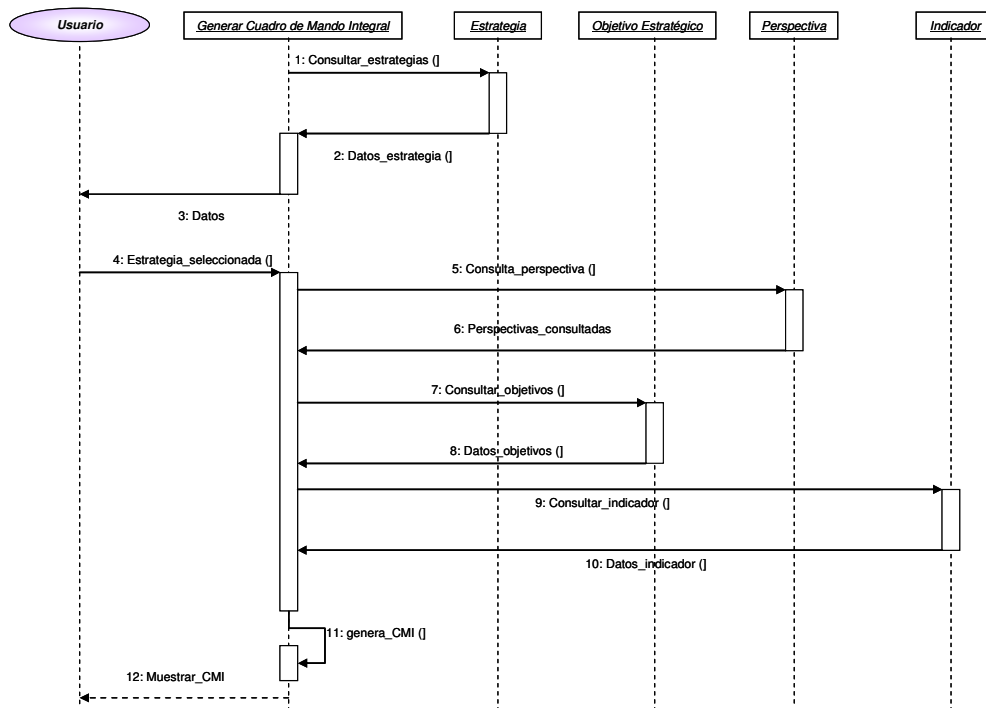 Usuario
Generar Cuadro de Mando Integral
Estrategia
Objetivo Estratégico
Perspectiva
Indicador
1: Consultar_estrategias (]
2: Datos_estrategia (]
3: Datos
4: Estrategia_seleccionada (]
5: Consulta_perspectiva (]
6: Perspectivas_consultadas
7: Consultar_objetivos (]
8: Datos_objetivos (]
9: Consultar_indicador (]
10: Datos_indicador (]
11: genera_CMI (]
12: Muestrar_CMI